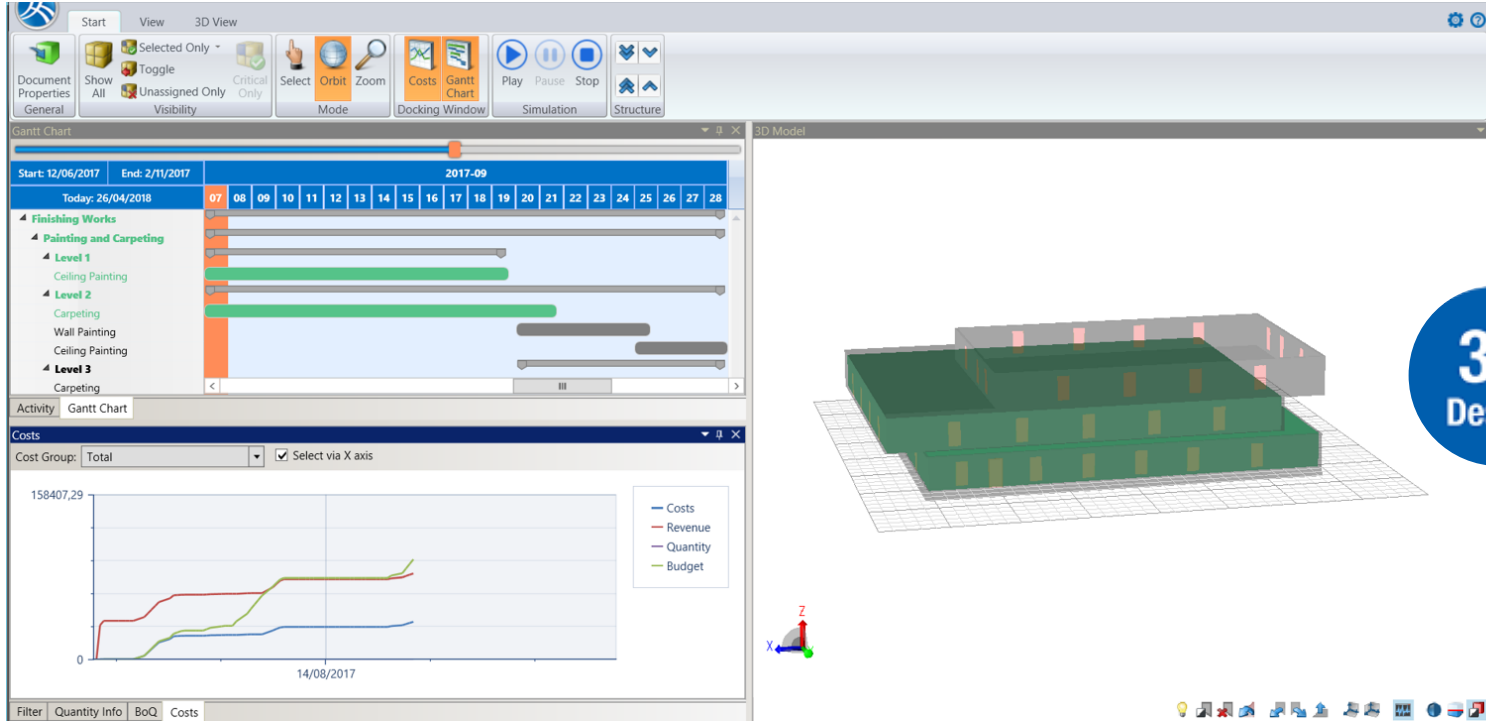 Start View 3D View
Document Properties
Show All
Selected Only
Toggle
Unassigned Only
Critical Only
Select Orbit Zoom
Costs Gantt Chart
Play Pause Stop
General Visibility Mode Docking Window Simulation Structure
Gantt Chart
3D Model
Start: 12/06/2017 End: 2/11/2017 2017-09
Today: 26/04/2018 07 08 09 10 11 12 13 14 15 16 17 18 19 20 21 22 23 24 25 26 27 28
Finishing Works
Painting and Carpeting
Level 1
Ceiling Painting
Level 2
Carpeting
Wall Painting
Ceiling Painting
Level 3
Carpeting
Activity Gantt Chart
Costs
Cost Group: Total Select via X axis
158407,29
Costs
Revenue
Quantity
Budget
0
14/08/2017
Filter Quantity Info BoQ Costs
Z
X
3